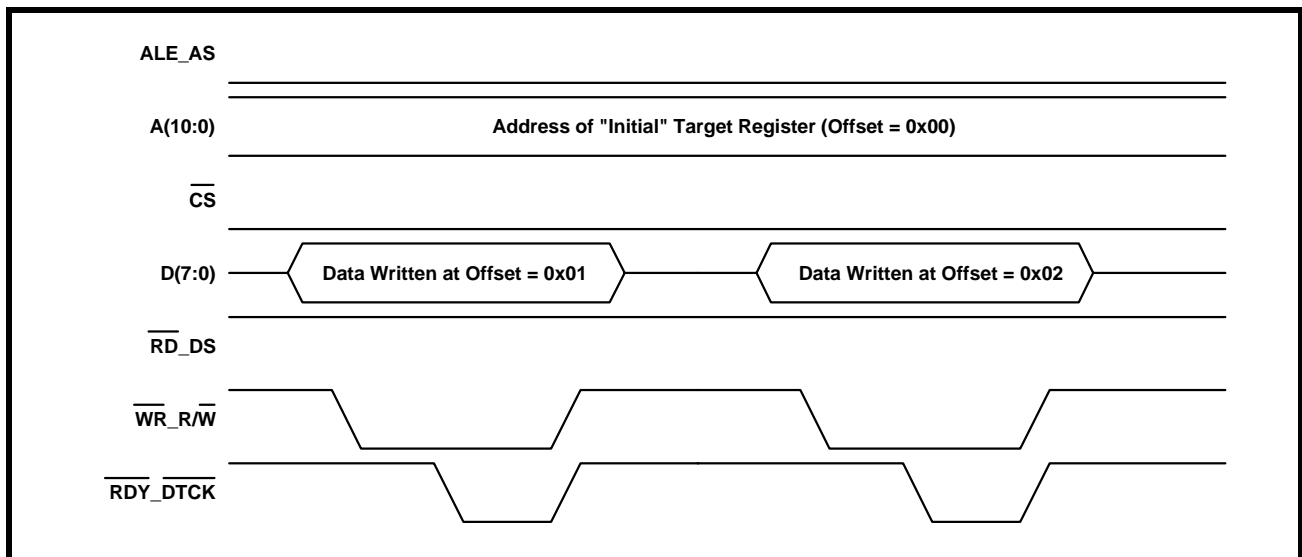 ALE_AS
A(10:0)
Address of "Initial" Target Register (Offset = 0x00)
CS
D(7:0)
Data Written at Offset = 0x01
Data Written at Offset = 0x02
RD_DS
WR_R/W
RDY_DTCK